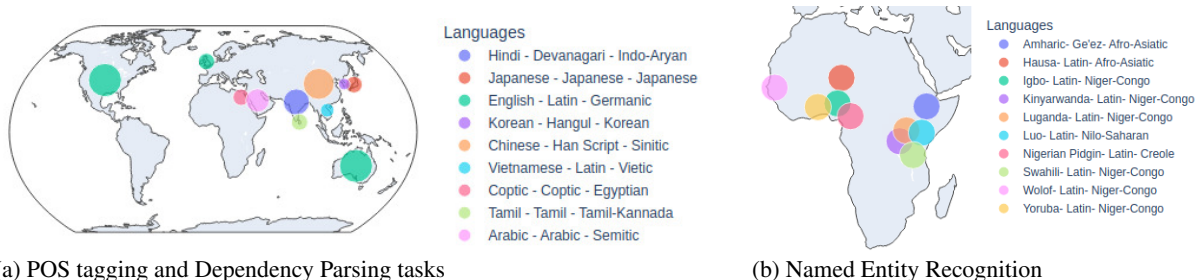 Languages
Hindi - Devanagari - Indo-Aryan
Japanese - Japanese - Japanese
English - Latin - Germanic
Korean - Hangul - Korean
Chinese - Han Script - Sinitic
Vietnamese - Latin - Vietic
Coptic - Coptic - Egyptian
Tamil - Tamil - Tamil-Kannada
Arabic - Arabic - Semitic
(a) POS tagging and Dependency Parsing tasks
Languages
Amharic- Ge'ez- Afro-Asiatic
Hausa- Latin- Afro-Asiatic
Igbo- Latin- Niger-Congo
Kinyarwanda- Latin- Niger-Congo
Luganda- Latin- Niger-Congo
Luo- Latin- Nilo-Saharan
Nigerian Pidgin- Latin- Creole
Swahili- Latin- Niger-Congo
Wolof- Latin- Niger-Congo
Yoruba- Latin- Niger-Congo
(b) Named Entity Recognition